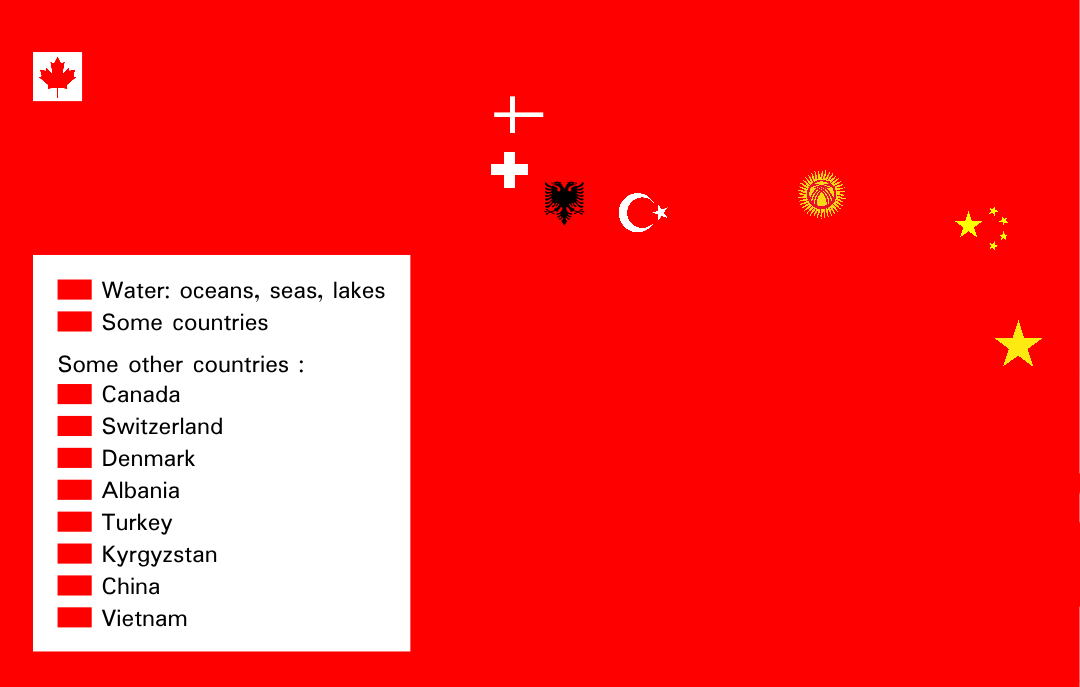 Water: oceans, seas, lakes
Some countries
Some other countries :
Canada
Switzerland
Denmark
Albania
Turkey
Kyrgyzstan
China
Vietnam